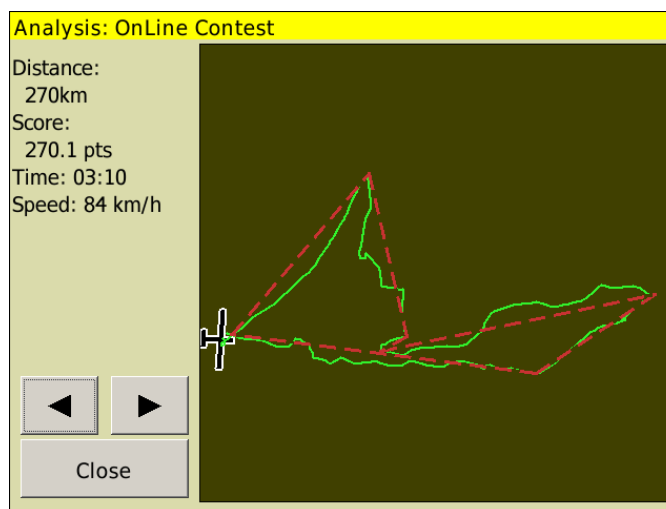 Analysis: OnLine Contest
Distance:
270km
Score:
270.1 pts
Time: 03:10
Speed: 84 km/h
Close